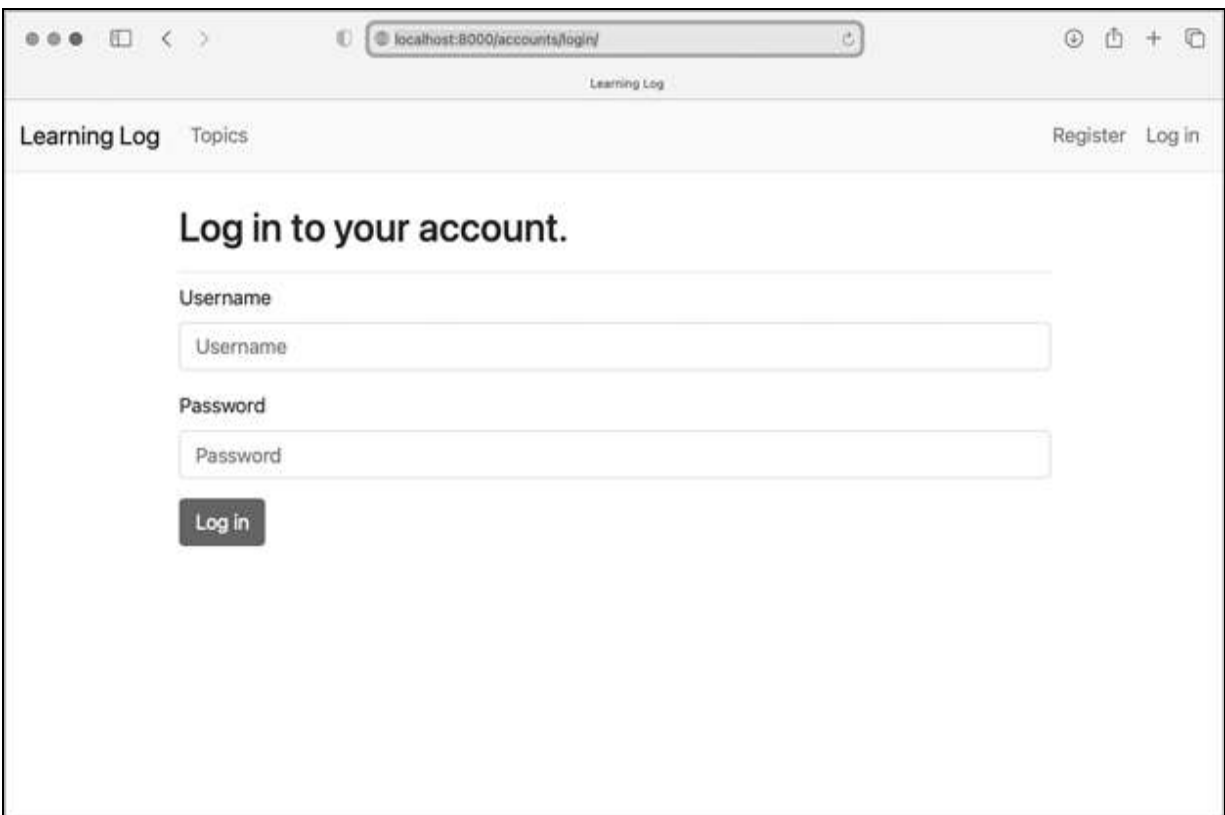 localhost:8000/accounts/login/
Learning Log
Learning Log Topics Register Log in
Log in to your account.
Username
Username
Password
Password
Log in